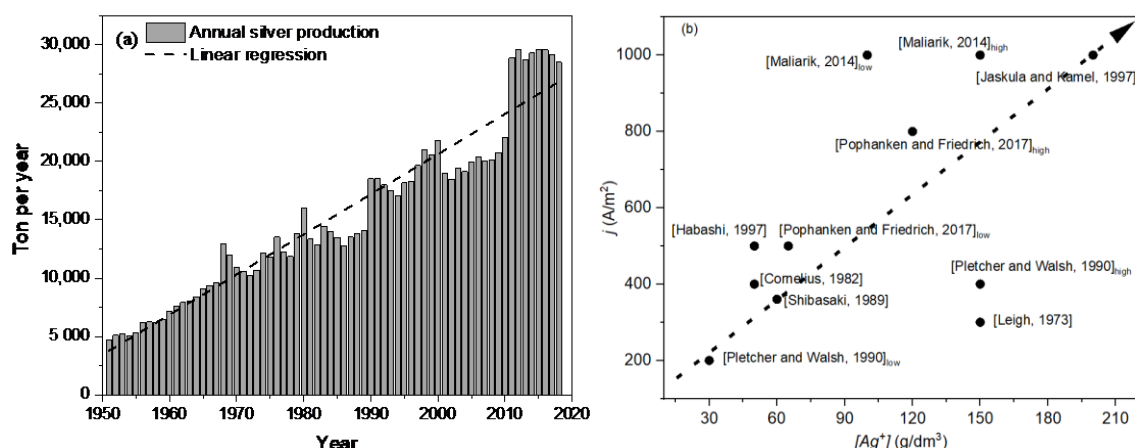 (a)
Annual silver production
Linear regression
30,000
25,000
20,000
15,000
10,000
5 000
0
Ton per year
1950 1960 1970 1980 1990 2000 2010 2020
Year
(b)
[Maliarik, 2014]high
[Maliarik, 2014]low
[Jaskula and Kamel, 1997]
[Pophanken and Friedrich, 2017]high
[Habashi, 1997]
[Pophanken and Friedrich, 2017]low
[Pletcher and Walsh, 1990]high
[Cornelius, 1982]
[Shibasaki, 1989]
[Leigh, 1973]
[Pletcher and Walsh, 1990]low
1000
800
600
400
200
j (A/m²)
30 60 90 120 150 180 210
[Ag⁺] (g/dm³)